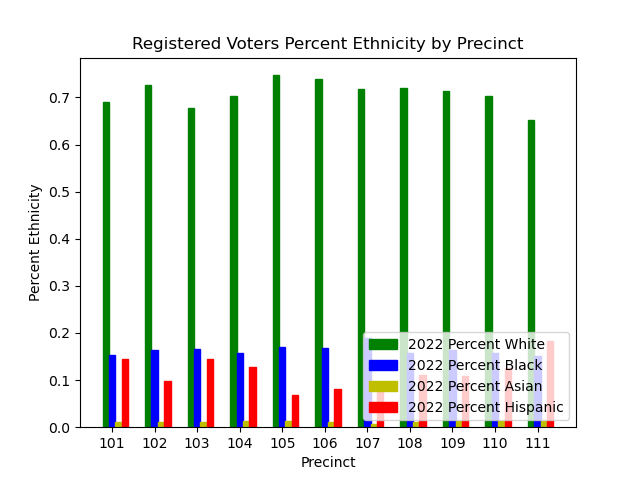 Registered Voters Percent Ethnicity by Precinct
0.7
0.6
0.5
0.4
0.3
0.2
0.1
0.0
Percent Ethnicity
2022 Percent White
2022 Percent Black
2022 Percent Asian
2022 Percent Hispanic
101 102 103 104 105 106 107 108 109 110 111
Precinct